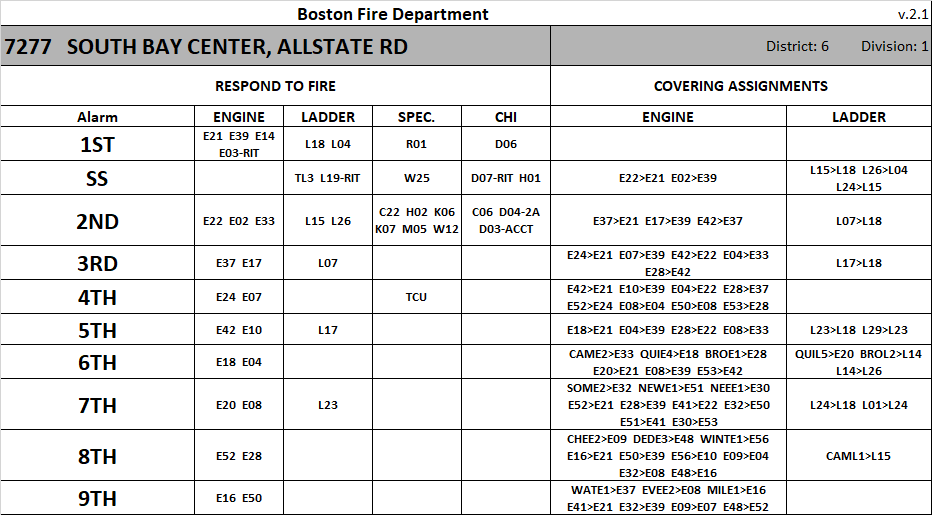 Boston Fire Department v.2.1
7277 SOUTH BAY CENTER, ALLSTATE RD District: 6 Division: 1
RESPOND TO FIRE COVERING ASSIGNMENTS
Alarm ENGINE LADDER SPEC. CHI ENGINE LADDER
1ST
E21 E39 E14
E03-RIT
L18 L04
R01
D06
SS
TL3 L19-RIT
W25
D07-RIT H01
E22>E21 E02>E39
L15>L18 L26>L04
L24>L15
2ND
E22 E02 E33
L15 L26
C22 H02 K06
K07 M05 W12
C06 D04-2A
D03-ACCT
E37>E21 E17>E39 E42>E37
L07>L18
3RD
E37 E17
L07
E24>E21 E07>E39 E42>E22 E04>E33
E28>E42
L17>L18
4TH
E24 E07
TCU
E42>E21 E10>E39 E04>E22 E28>E37
E52>E24 E08>E04 E50>E08 E53>E28
5TH
E42 E10
L17
E18>E21 E04>E39 E28>E22 E08>E33
L23>L18 L29>L23
6TH
E18 E04
CAME2>E33 QUIE4>E18 BROE1>E28
E20>E21 E08>E39 E53>E42
QUIL5>E20 BROL2>L14
L14>L26
7TH
E20 E08
L23
SOME2>E32 NEWE1>E51 NEEE1>E30
E52>E21 E28>E39 E41>E22 E32>E50
E51>E41 E30>E53
L24>L18 L01>L24
8TH
E52 E28
CHEE2>E09 DEDE3>E48 WINTE1>E56
E16>E21 E50>E39 E56>E10 E09>E04
E32>E08 E48>E16
CAML1>L15
9TH
E16 E50
WATE1>E37 EVEE2>E08 MILE1>E16
E41>E21 E32>E39 E09>E07 E48>E52